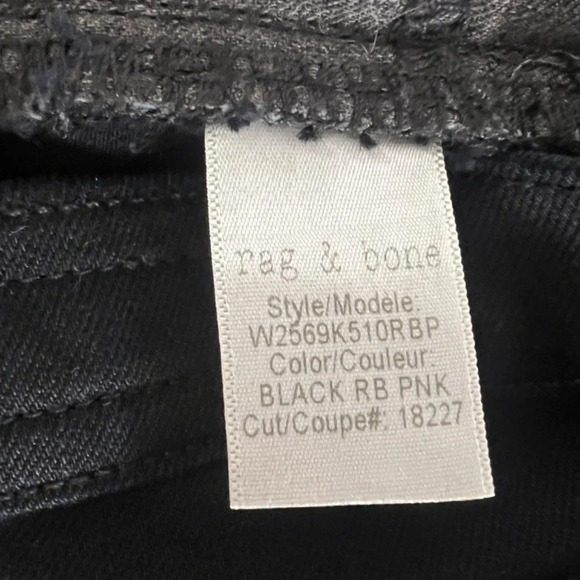 rag & bone
Style/Modele:
W2569K510RBP
Color/Couleur:
BLACK RB PNK
Cut/Coupe#: 18227